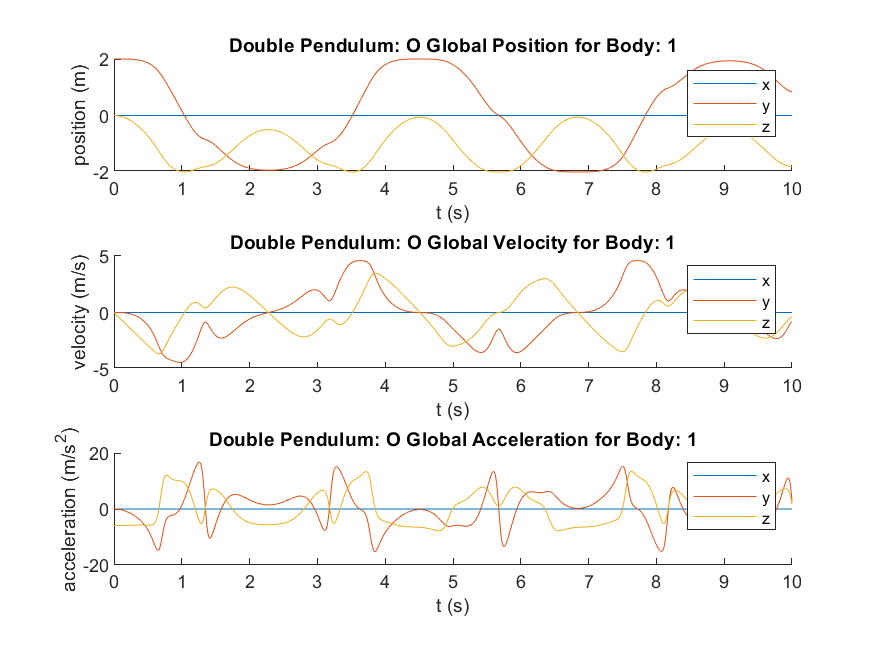 Double Pendulum: O Global Position for Body: 1
position (m)
2
0
-2
x
y
z
0 1 2 3 4 5 6 7 8 9 10
t (s)
Double Pendulum: O Global Velocity for Body: 1
velocity (m/s)
5
0
-5
x
y
z
0 1 2 3 4 5 6 7 8 9 10
t (s)
Double Pendulum: O Global Acceleration for Body: 1
acceleration (m/s²)
20
0
-20
x
y
z
0 1 2 3 4 5 6 7 8 9 10
t (s)